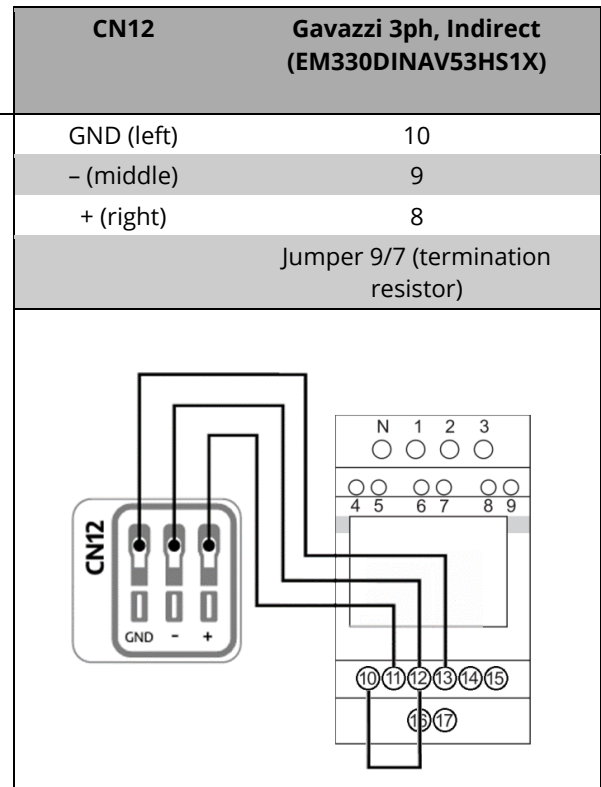 CN12 Gavazzi 3ph, Indirect
(EM330DINAV53HS1X)
GND (left) 10
– (middle) 9
+ (right) 8
Jumper 9/7 (termination
resistor)
N 1 2 3
4 5 6 7 8 9
CN12
GND - +
10 11 12 13 14 15
16 17